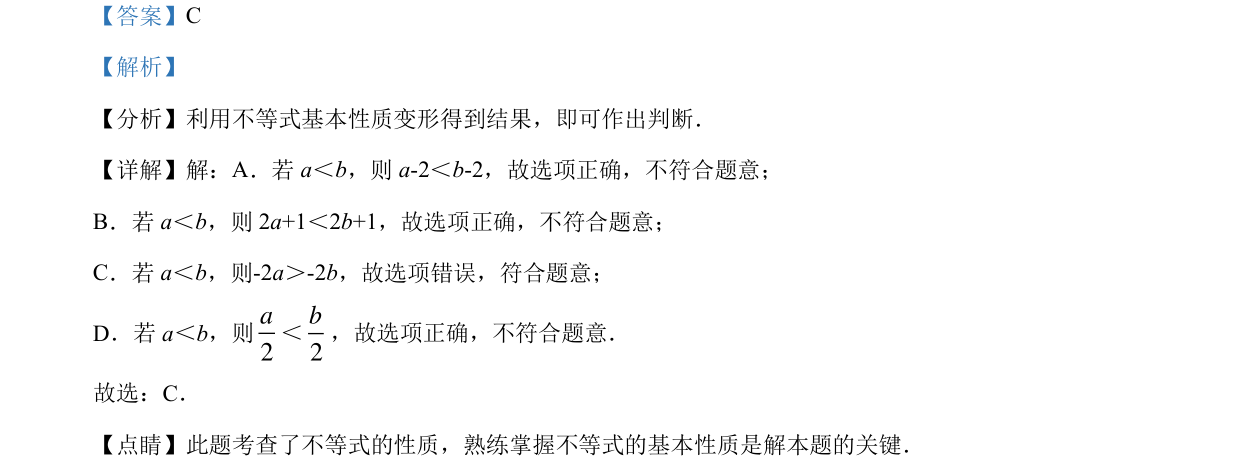 【答案】C
【解析】
【分析】利用不等式基本性质变形得到结果，即可作出判断．
【详解】解：A．若 a＜b，则 a-2＜b-2，故选项正确，不符合题意；
B．若 a＜b，则 2a+1＜2b+1，故选项正确，不符合题意；
C．若 a＜b，则-2a＞-2b，故选项错误，符合题意；
D．若 a＜b，则 a/2＜b/2，故选项正确，不符合题意．
故选：C．
【点睛】此题考查了不等式的性质，熟练掌握不等式的基本性质是解本题的关键．